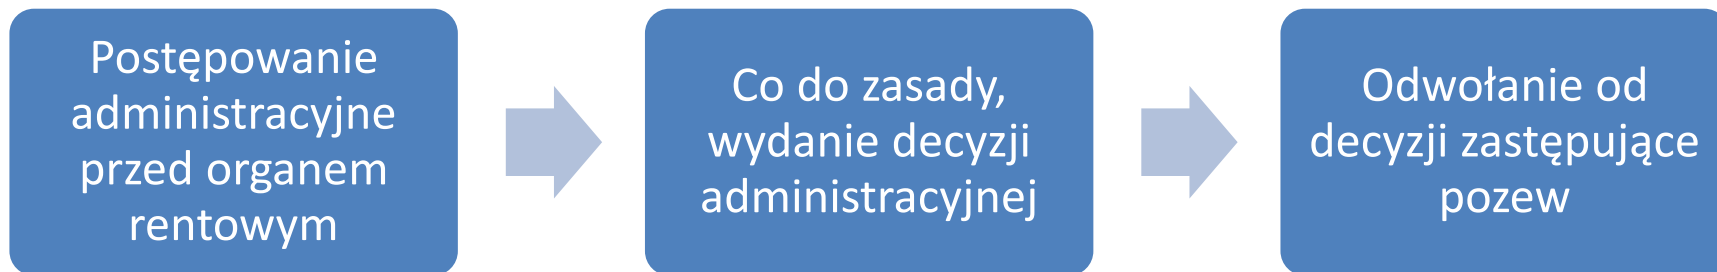 Postępowanie
administracyjne
przed organem
rentowym
Co do zasady,
wydanie decyzji
administracyjnej
Odwołanie od
decyzji zastępujące
pozew